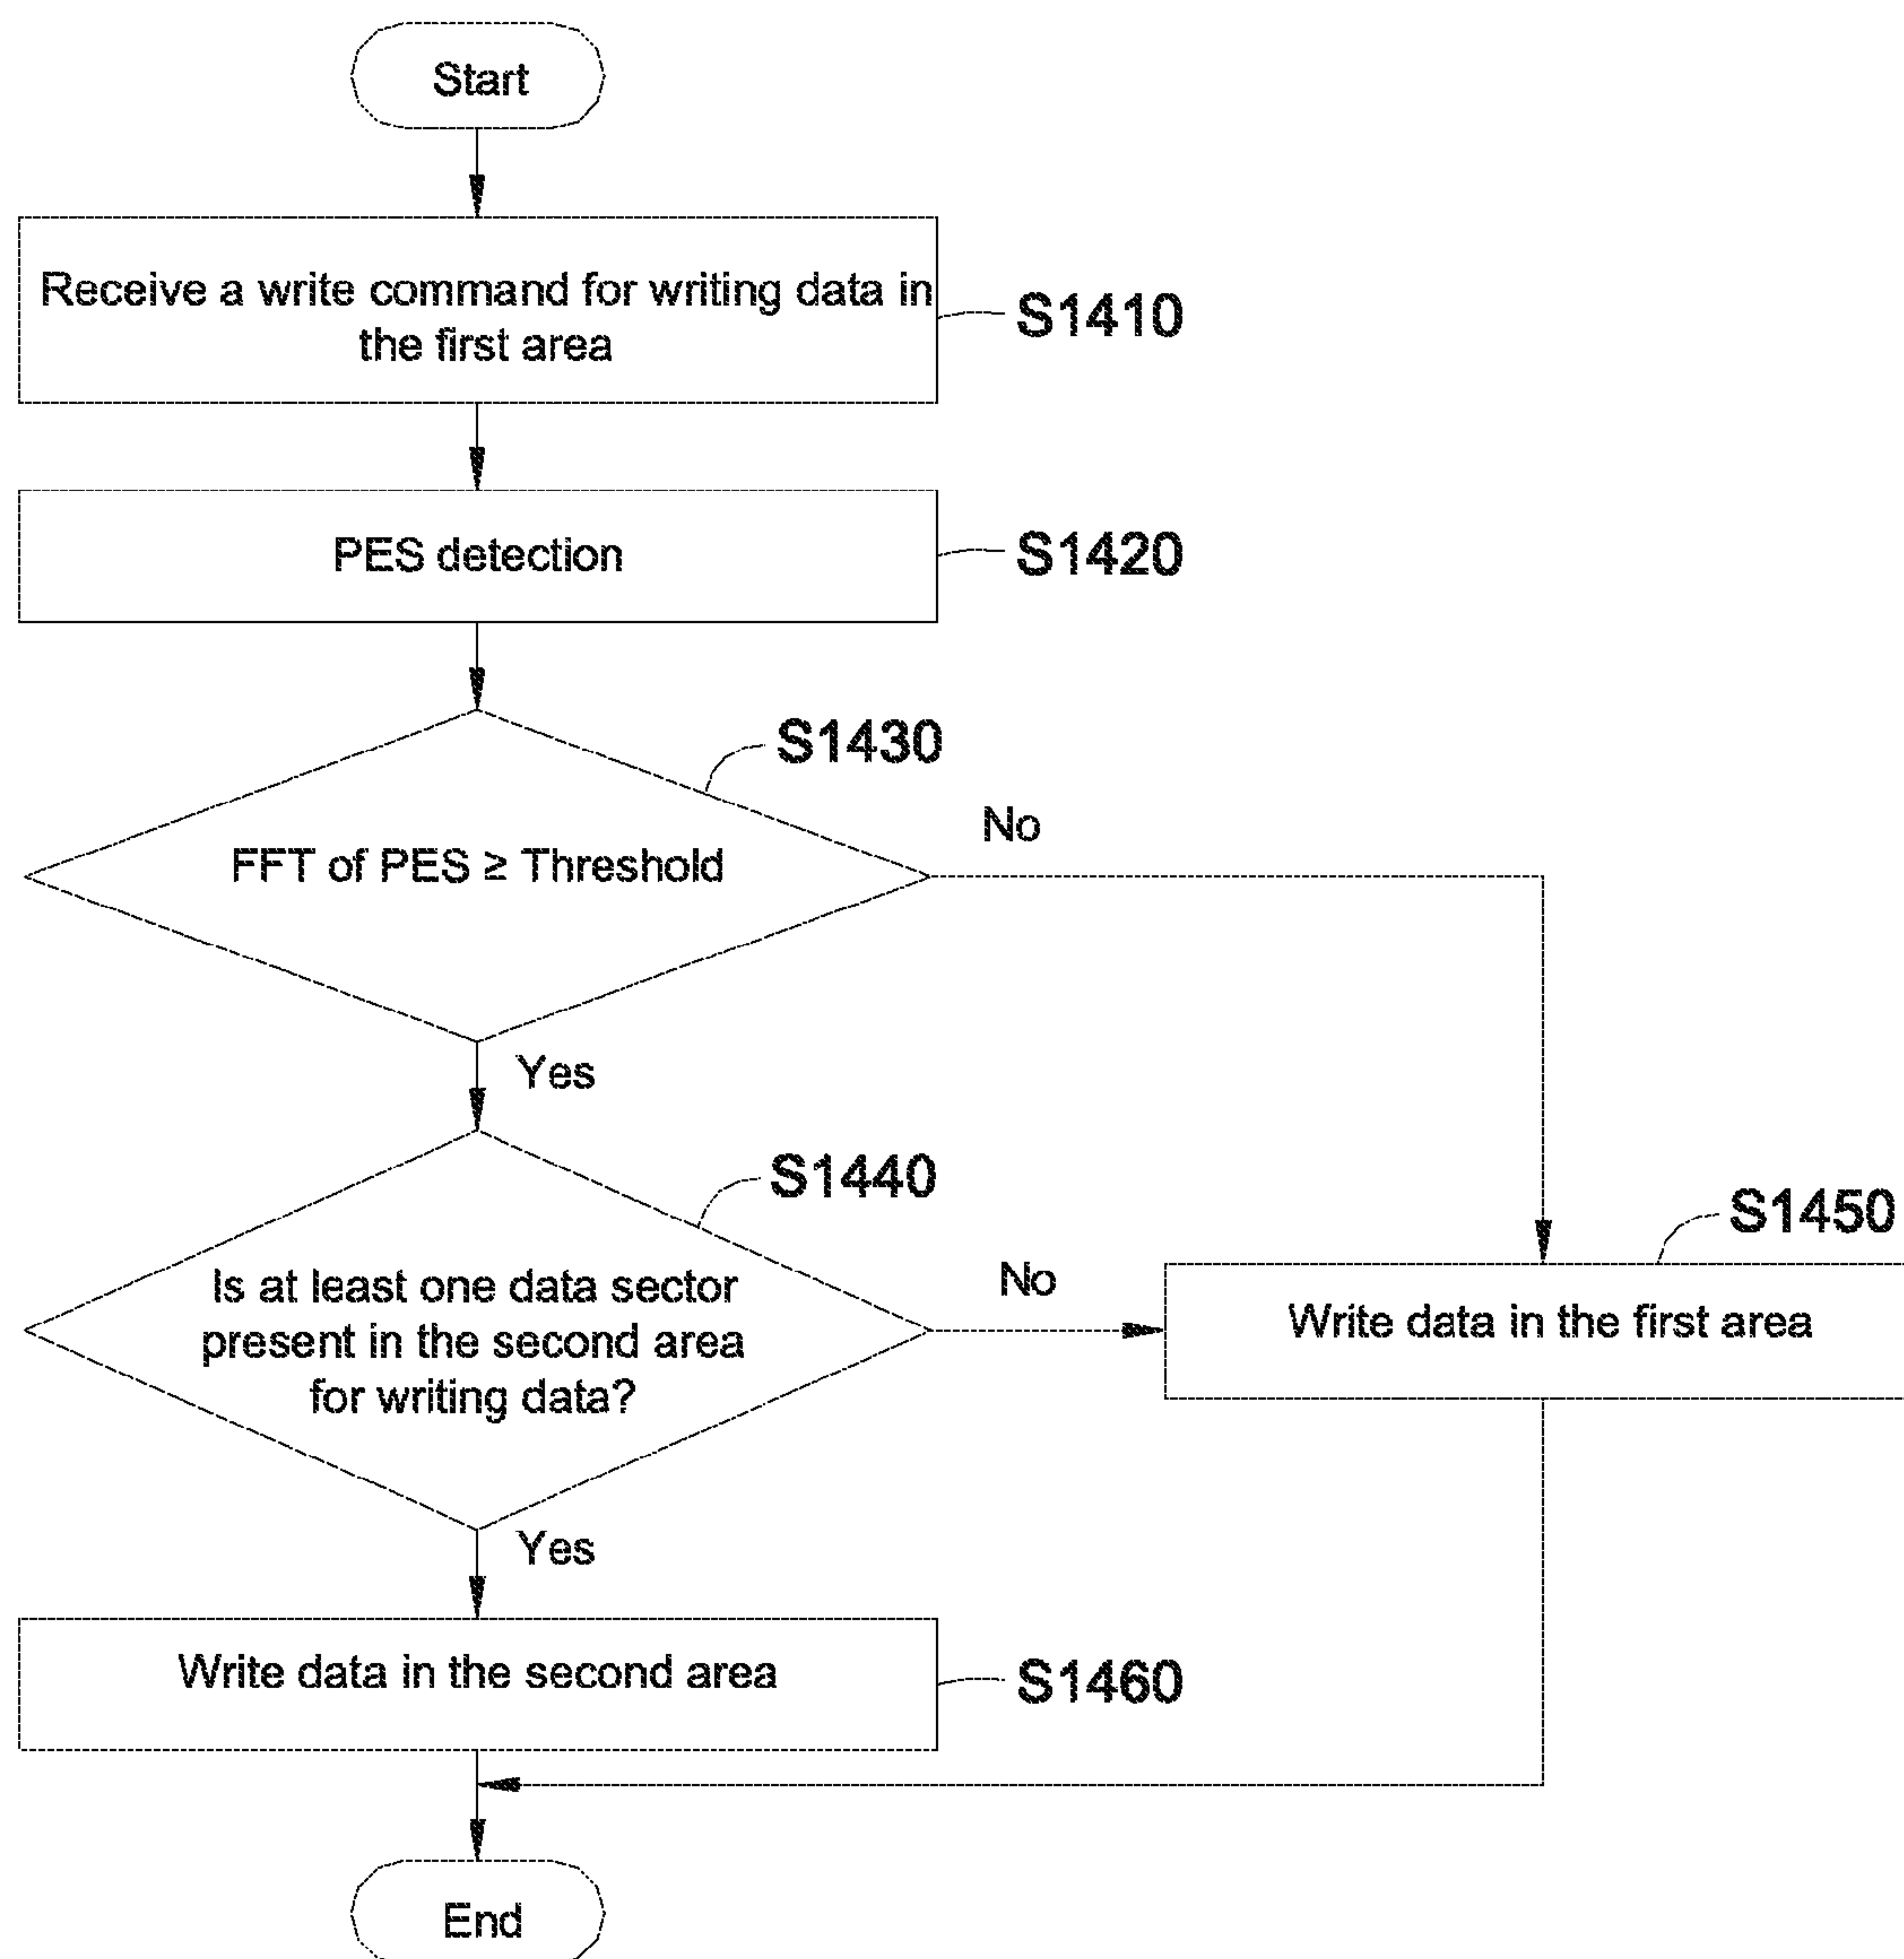 Start
Receive a write command for writing data in
the first area
S1410
PES detection
S1420
S1430
FFT of PES ≥ Threshold
No
Yes
S1440
Is at least one data sector
present in the second area
for writing data?
No
S1450
Write data in the first area
Yes
Write data in the second area
S1460
End